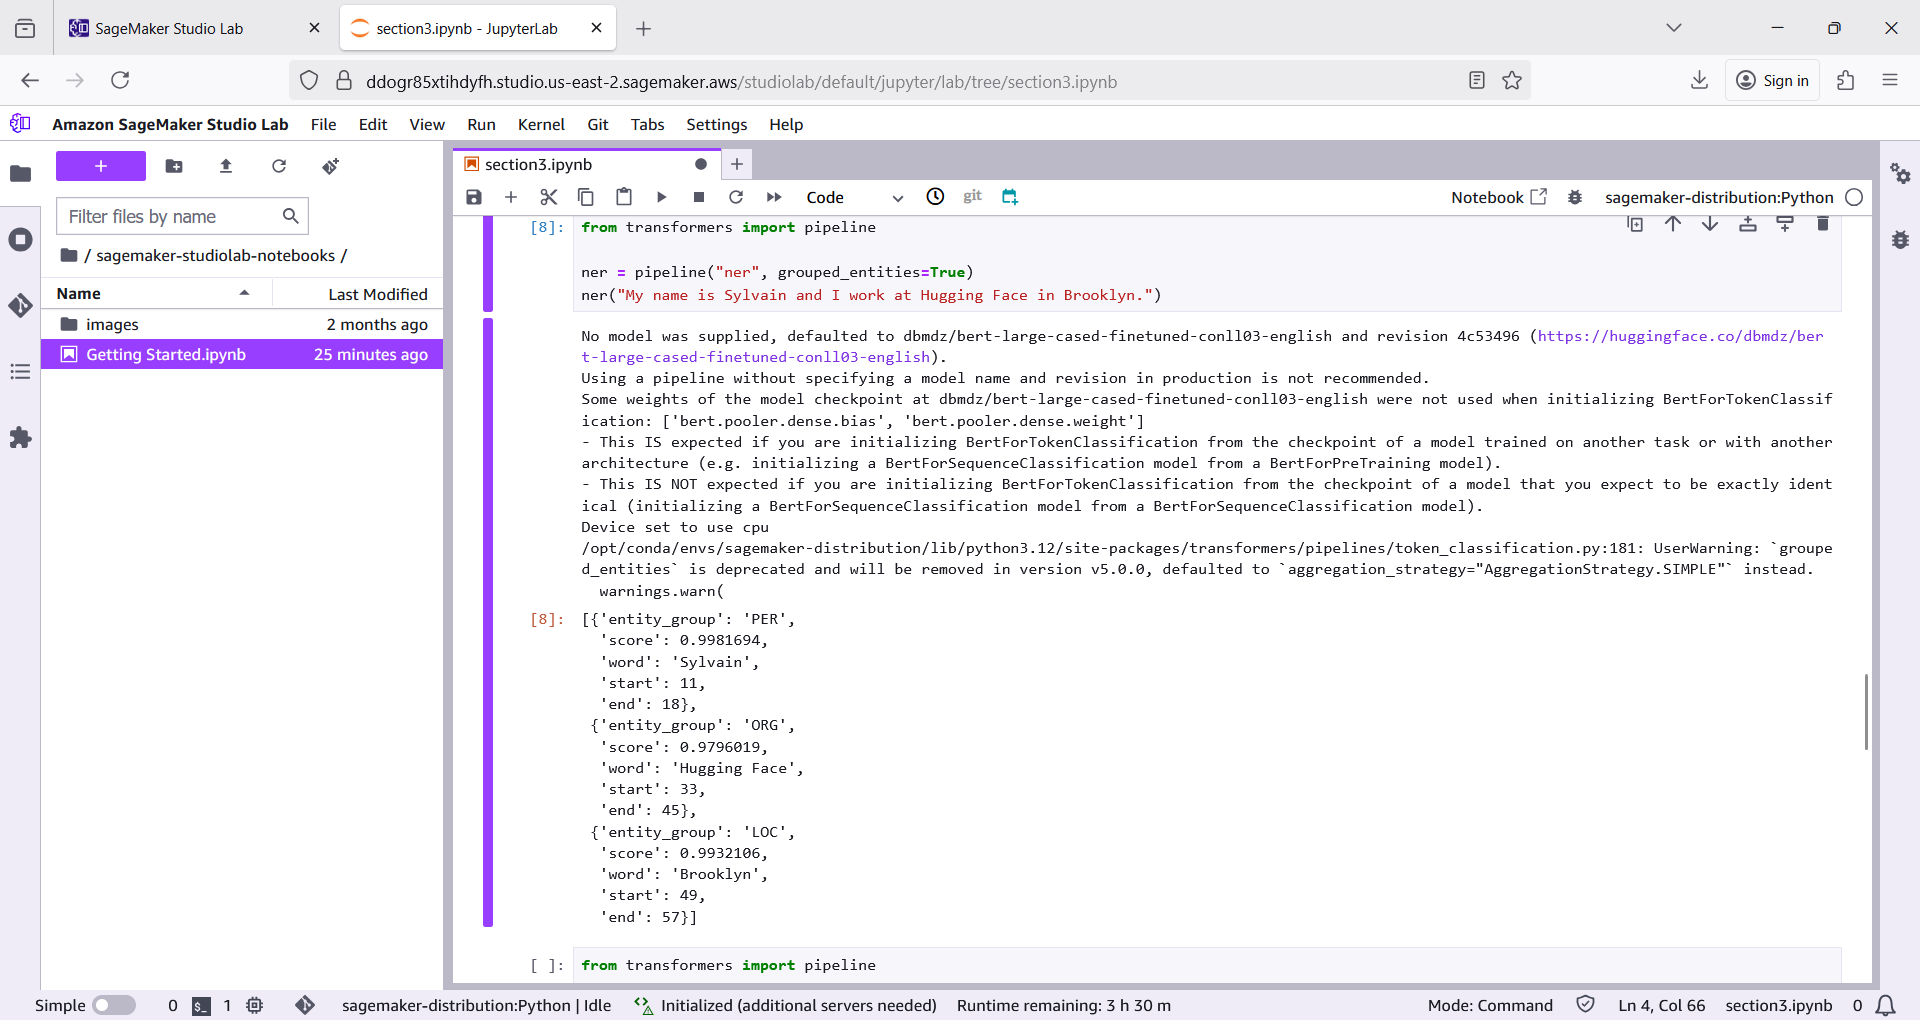 SageMaker Studio Lab
section3.ipynb - JupyterLab
ddogr85xtihdyfh.studio.us-east-2.sagemaker.aws/studiolab/default/jupyter/lab/tree/section3.ipynb
Sign in
Amazon SageMaker Studio Lab File Edit View Run Kernel Git Tabs Settings Help
Filter files by name
/ sagemaker-studiolab-notebooks /
Name Last Modified
images 2 months ago
Getting Started.ipynb 25 minutes ago
section3.ipynb
Code git Notebook sagemaker-distribution:Python
[8]: from transformers import pipeline
ner = pipeline("ner", grouped_entities=True)
ner("My name is Sylvain and I work at Hugging Face in Brooklyn.")
No model was supplied, defaulted to dbmdz/bert-large-cased-finetuned-conll03-english and revision 4c53496 (https://huggingface.co/dbmdz/ber
t-large-cased-finetuned-conll03-english).
Using a pipeline without specifying a model name and revision in production is not recommended.
Some weights of the model checkpoint at dbmdz/bert-large-cased-finetuned-conll03-english were not used when initializing BertForTokenClassif
ication: ['bert.pooler.dense.bias', 'bert.pooler.dense.weight']
- This IS expected if you are initializing BertForTokenClassification from the checkpoint of a model trained on another task or with another
architecture (e.g. initializing a BertForSequenceClassification model from a BertForPreTraining model).
- This IS NOT expected if you are initializing BertForTokenClassification from the checkpoint of a model that you expect to be exactly ident
ical (initializing a BertForSequenceClassification model from a BertForSequenceClassification model).
Device set to use cpu
/opt/conda/envs/sagemaker-distribution/lib/python3.12/site-packages/transformers/pipelines/token_classification.py:181: UserWarning: `groupe
d_entities` is deprecated and will be removed in version v5.0.0, defaulted to `aggregation_strategy="AggregationStrategy.SIMPLE"` instead.
warnings.warn(
[8]: [{'entity_group': 'PER',
'score': 0.9981694,
'word': 'Sylvain',
'start': 11,
'end': 18},
{'entity_group': 'ORG',
'score': 0.9796019,
'word': 'Hugging Face',
'start': 33,
'end': 45},
{'entity_group': 'LOC',
'score': 0.9932106,
'word': 'Brooklyn',
'start': 49,
'end': 57}]
[ ]: from transformers import pipeline
Simple 0 $_ 1 sagemaker-distribution:Python | Idle Initialized (additional servers needed) Runtime remaining: 3 h 30 m Mode: Command Ln 4, Col 66 section3.ipynb 0